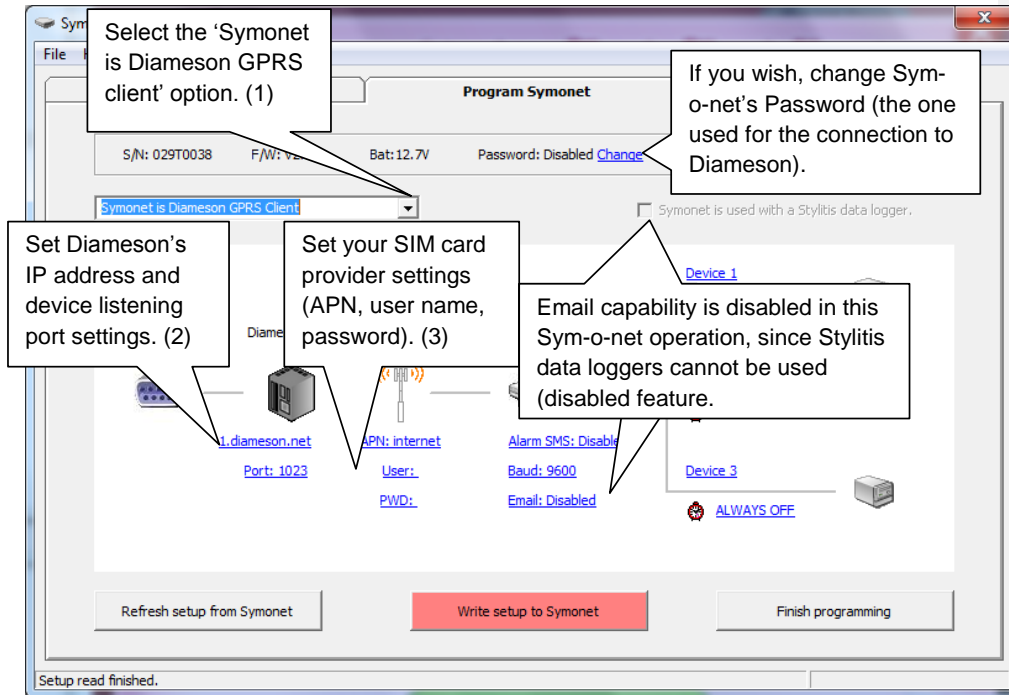 Sym
File
Select the ‘Symonet
is Diameson GPRS
client’ option. (1)
Program Symonet
If you wish, change Sym-
o-net’s Password (the one
used for the connection to
Diameson).
S/N: 029T0038
F/W:
Bat:12.7V
Password: Disabled Change
Symonet is Diameson GPRS Client
Symonet is used with a Stylitis data logger.
Set Diameson’s
IP address and
device listening
port settings. (2)
Set your SIM card
provider settings
(APN, user name,
password). (3)
Device 1
Email capability is disabled in this
Sym-o-net operation, since Stylitis
data loggers cannot be used
(disabled feature.
Diame
1.diameson.net
APN: internet
Alarm SMS: Disable
Port: 1023
User:
Baud: 9600
Device 3
PWD:
Email: Disabled
ALWAYS OFF
Refresh setup from Symonet
Write setup to Symonet
Finish programming
Setup read finished.